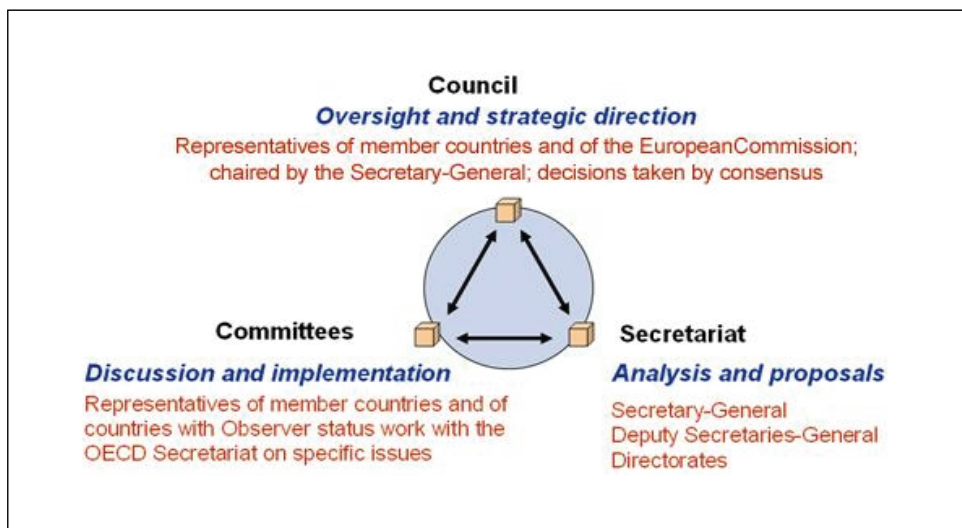 Council
Oversight and strategic direction
Representatives of member countries and of the EuropeanCommission;
chaired by the Secretary-General; decisions taken by consensus
Committees
Discussion and implementation
Representatives of member countries and of
countries with Observer status work with the
OECD Secretariat on specific issues
Secretariat
Analysis and proposals
Secretary-General
Deputy Secretaries-General
Directorates